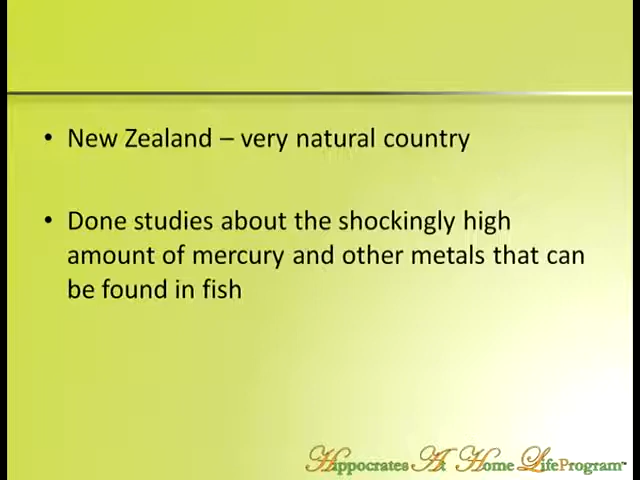 • New Zealand – very natural country
• Done studies about the shockingly high
amount of mercury and other metals that can
be found in fish
Hippocrates At Home LifeProgram™